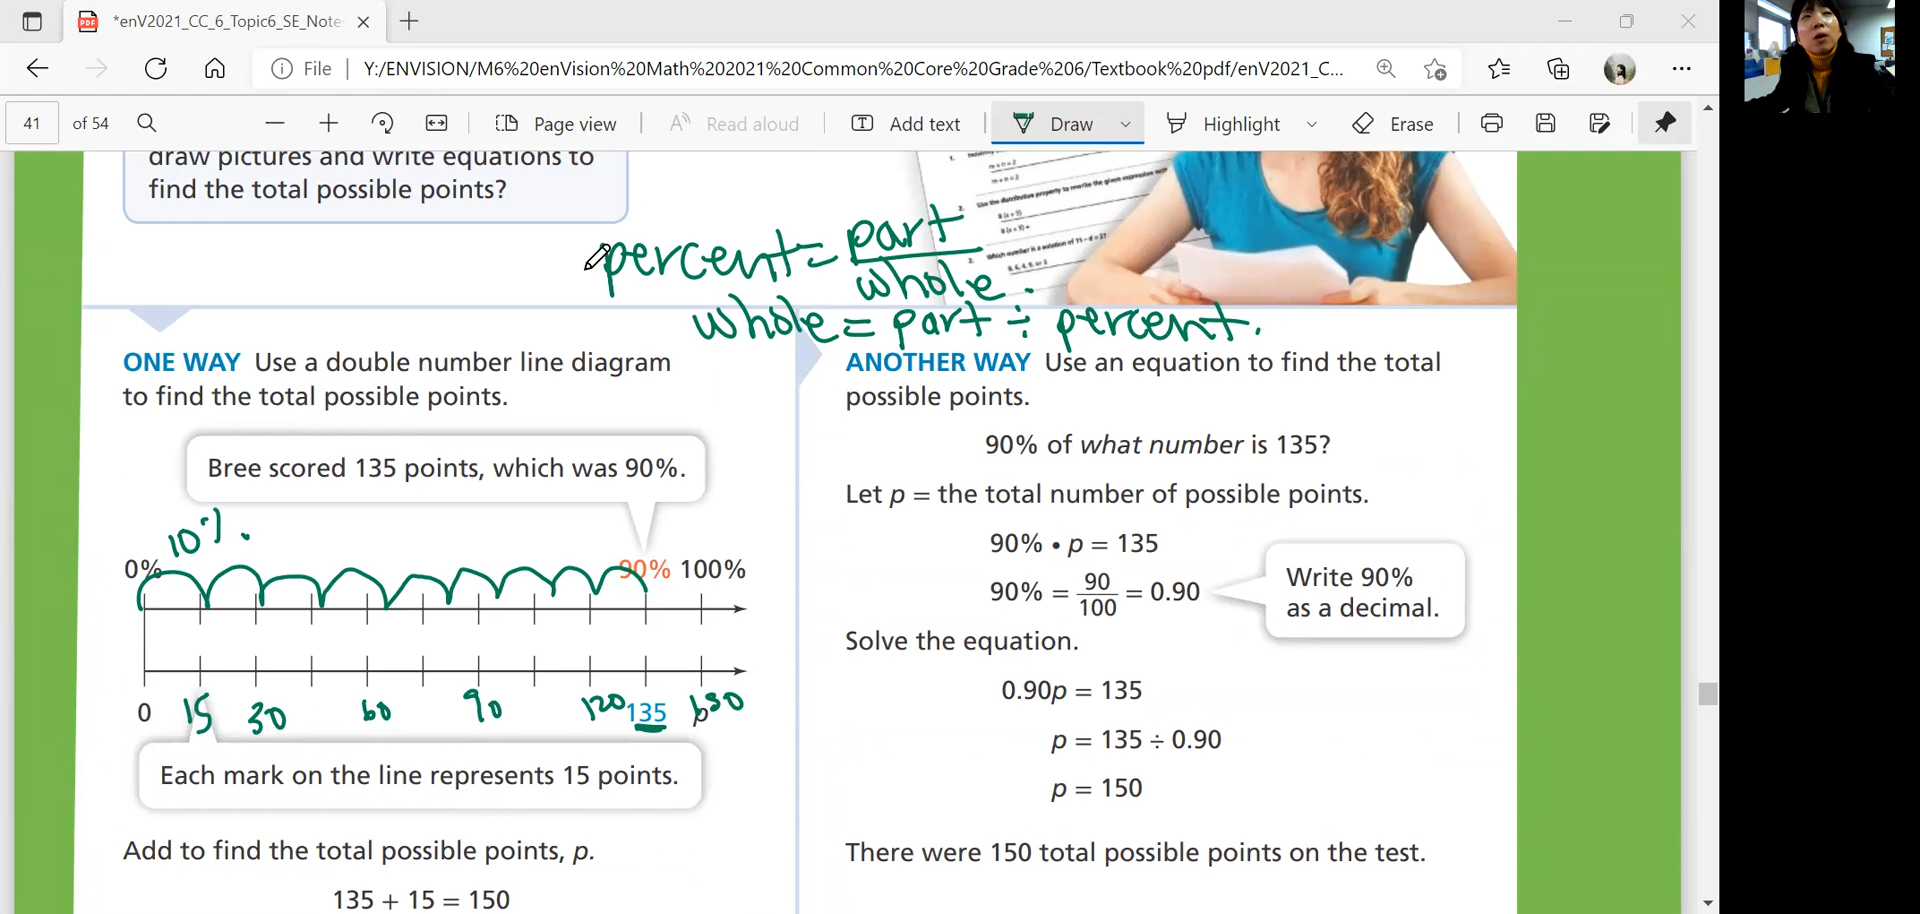 *enV2021_CC_6_Topic6_SE_Note
File
Y:/ENVISION/M6%20enVision%20Math%202021%20Common%20Core%20Grade%206/Textbook%20pdf/enV2021_C...
41 of 54
Page view
Read aloud
Add text
Draw
Highlight
Erase
draw pictures and write equations to
find the total possible points?
percent = part / whole.
whole = part ÷ percent.
ONE WAY Use a double number line diagram
to find the total possible points.
Bree scored 135 points, which was 90%.
10%.
0% 90% 100%
0 15 30 60 90 120 135 p 150
Each mark on the line represents 15 points.
Add to find the total possible points, p.
135 + 15 = 150
ANOTHER WAY Use an equation to find the total
possible points.
90% of what number is 135?
Let p = the total number of possible points.
90% • p = 135
90% = 90/100 = 0.90
Write 90%
as a decimal.
Solve the equation.
0.90p = 135
p = 135 ÷ 0.90
p = 150
There were 150 total possible points on the test.